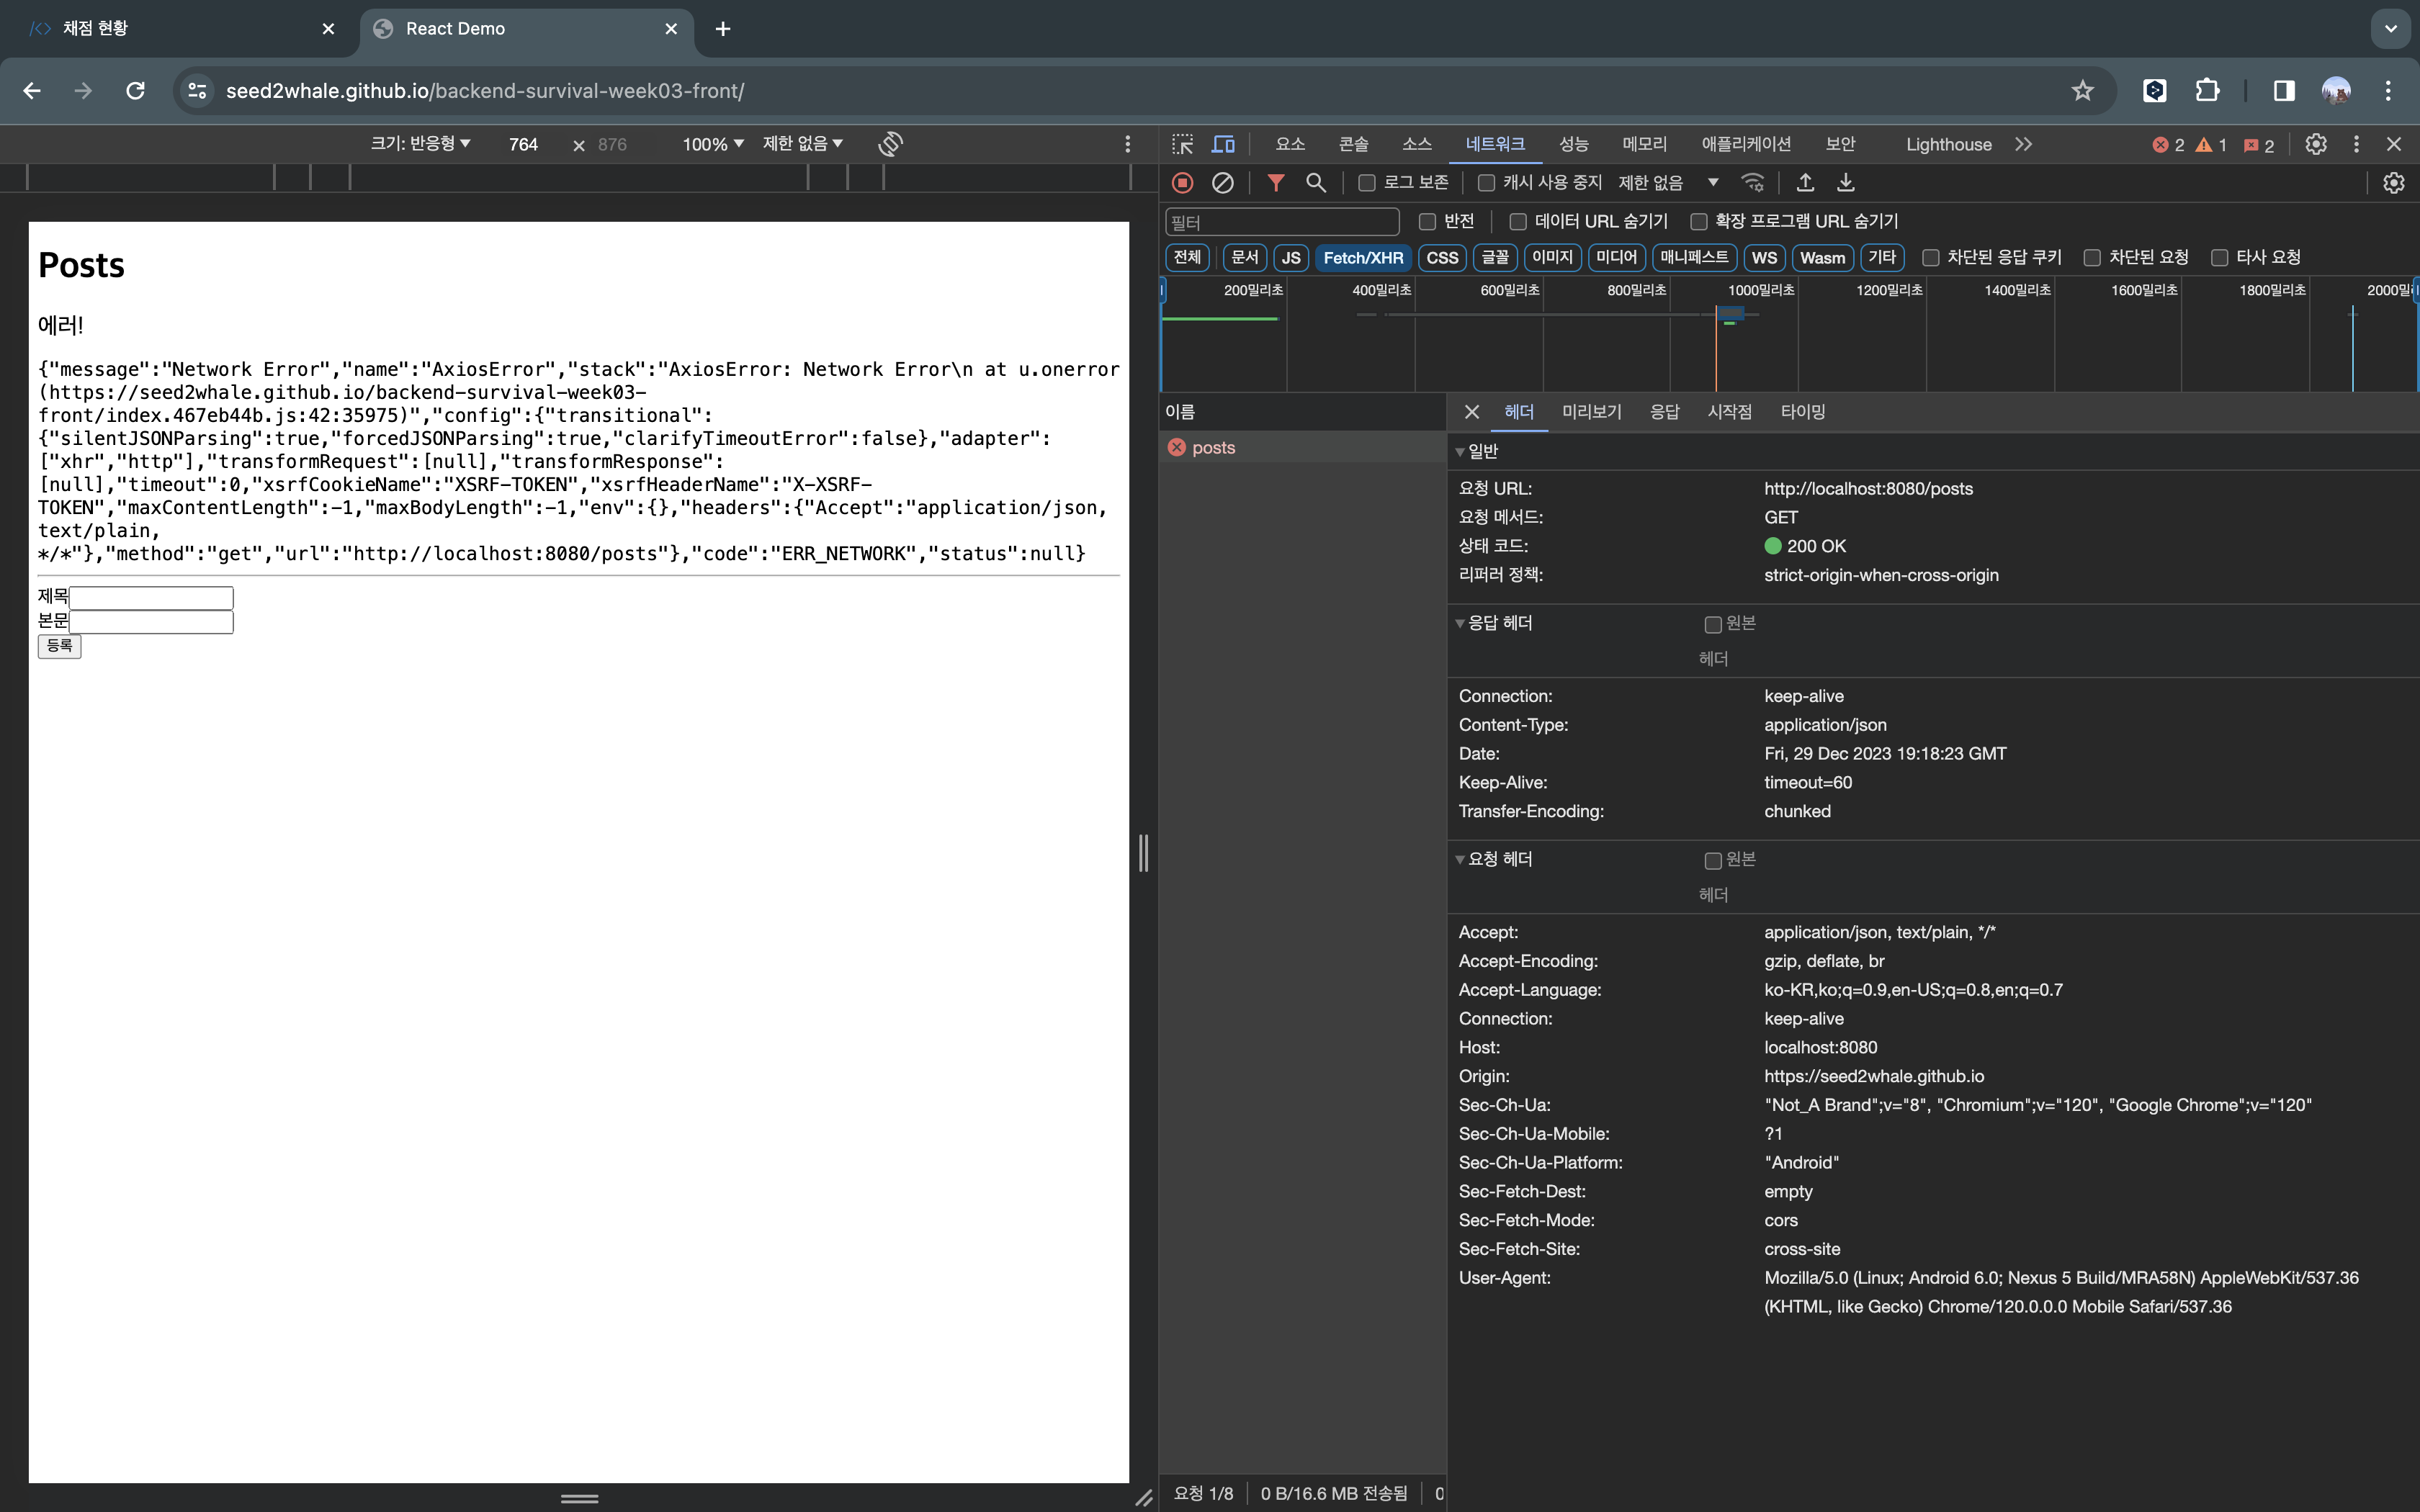 채점 현황
React Demo
seed2whale.github.io/backend-survival-week03-front/
크기: 반응형 764 × 876 100% 제한 없음
Posts
에러!
{"message":"Network Error","name":"AxiosError","stack":"AxiosError: Network Error\n at u.onerror
(https://seed2whale.github.io/backend-survival-week03-
front/index.467eb44b.js:42:35975)","config":{"transitional":
{"silentJSONParsing":true,"forcedJSONParsing":true,"clarifyTimeoutError":false},"adapter":
["xhr","http"],"transformRequest":[null],"transformResponse":
[null],"timeout":0,"xsrfCookieName":"XSRF-TOKEN","xsrfHeaderName":"X-XSRF-
TOKEN","maxContentLength":-1,"maxBodyLength":-1,"env":{},"headers":{"Accept":"application/json,
text/plain,
*/*"},"method":"get","url":"http://localhost:8080/posts"},"code":"ERR_NETWORK","status":null}
제목
본문
등록
요소 콘솔 소스 네트워크 성능 메모리 애플리케이션 보안 Lighthouse 2 1 2
로그 보존 캐시 사용 중지 제한 없음
필터 반전 데이터 URL 숨기기 확장 프로그램 URL 숨기기
전체 문서 JS Fetch/XHR CSS 글꼴 이미지 미디어 매니페스트 WS Wasm 기타 차단된 응답 쿠키 차단된 요청 타사 요청
200밀리초 400밀리초 600밀리초 800밀리초 1000밀리초 1200밀리초 1400밀리초 1600밀리초 1800밀리초 2000밀
이름
posts
헤더 미리보기 응답 시작점 타이밍
일반
요청 URL: http://localhost:8080/posts
요청 메서드: GET
상태 코드: 200 OK
리퍼러 정책: strict-origin-when-cross-origin
응답 헤더 원본
헤더
Connection: keep-alive
Content-Type: application/json
Date: Fri, 29 Dec 2023 19:18:23 GMT
Keep-Alive: timeout=60
Transfer-Encoding: chunked
요청 헤더 원본
헤더
Accept: application/json, text/plain, */*
Accept-Encoding: gzip, deflate, br
Accept-Language: ko-KR,ko;q=0.9,en-US;q=0.8,en;q=0.7
Connection: keep-alive
Host: localhost:8080
Origin: https://seed2whale.github.io
Sec-Ch-Ua: "Not_A Brand";v="8", "Chromium";v="120", "Google Chrome";v="120"
Sec-Ch-Ua-Mobile: ?1
Sec-Ch-Ua-Platform: "Android"
Sec-Fetch-Dest: empty
Sec-Fetch-Mode: cors
Sec-Fetch-Site: cross-site
User-Agent: Mozilla/5.0 (Linux; Android 6.0; Nexus 5 Build/MRA58N) AppleWebKit/537.36
(KHTML, like Gecko) Chrome/120.0.0.0 Mobile Safari/537.36
요청 1/8 0 B/16.6 MB 전송됨 0